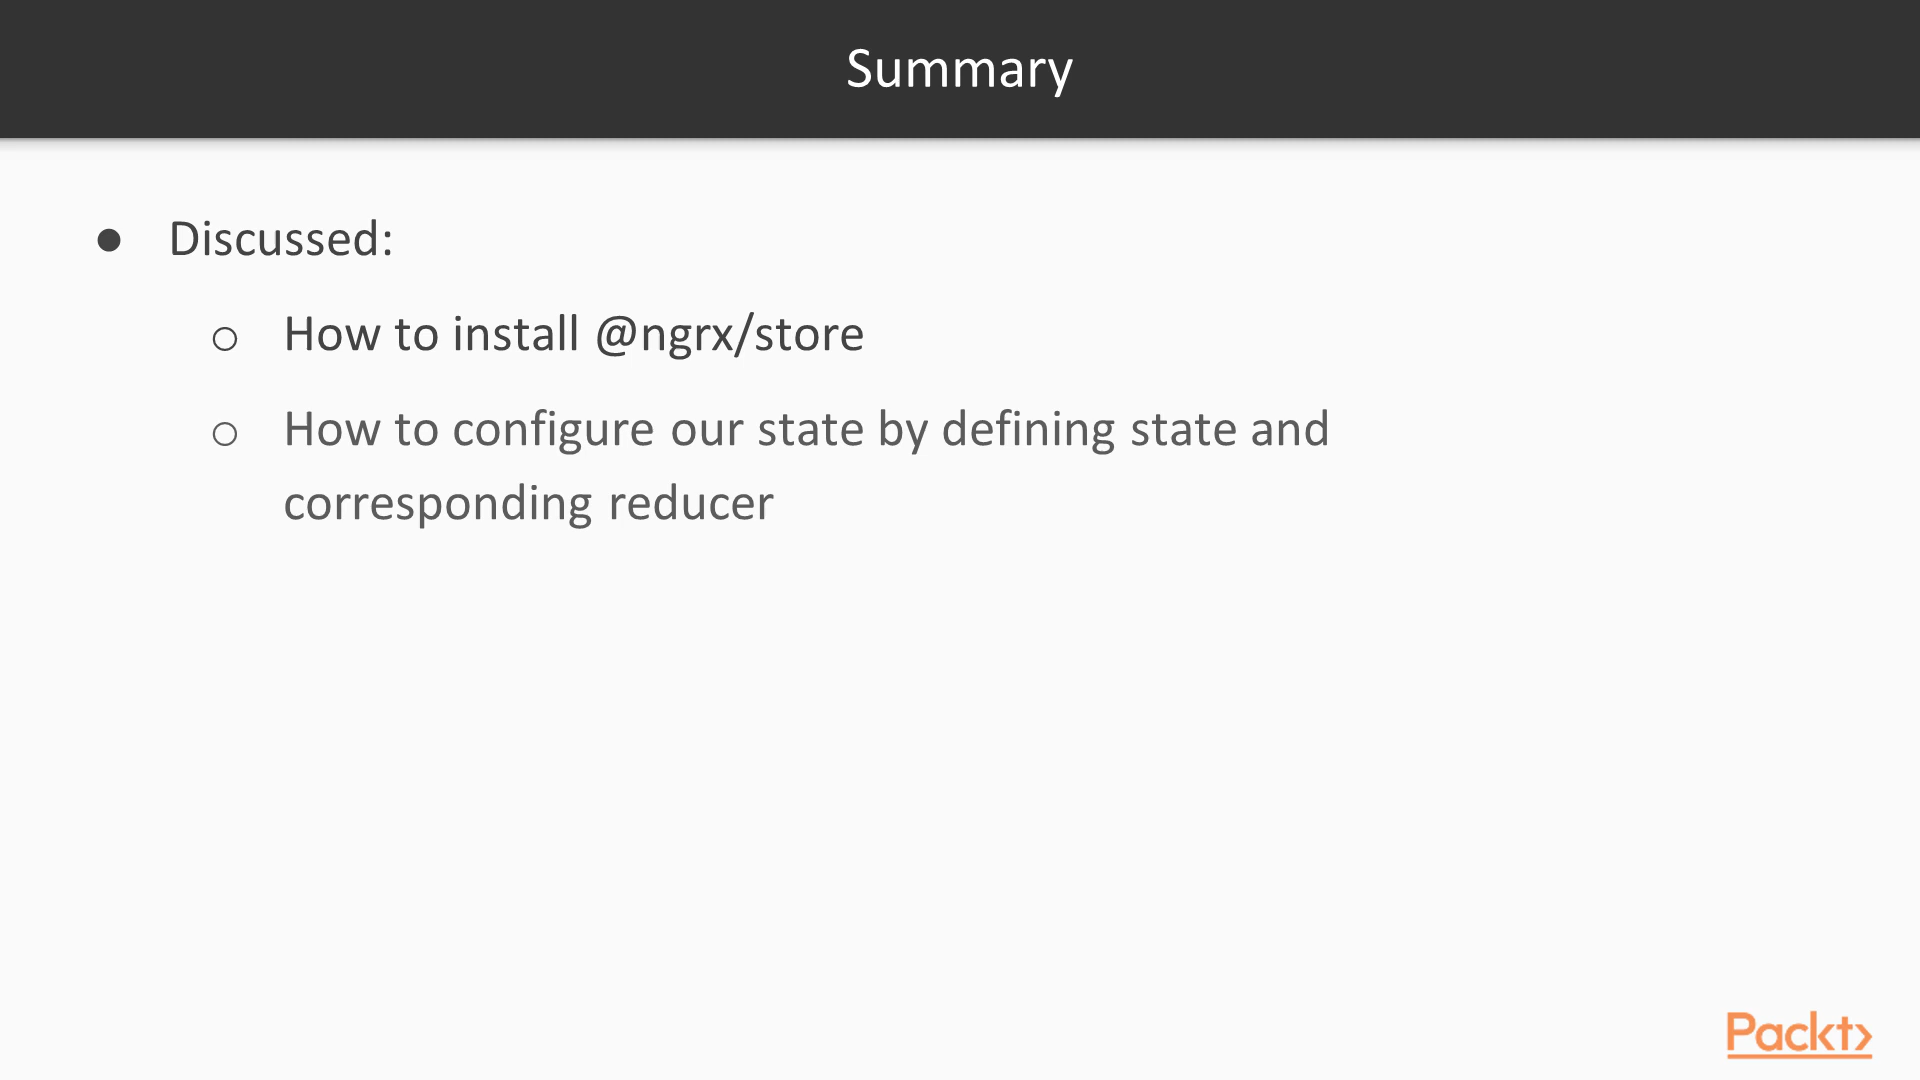 Summary
● Discussed:
○ How to install @ngrx/store
○ How to configure our state by defining state and
corresponding reducer
Packt>